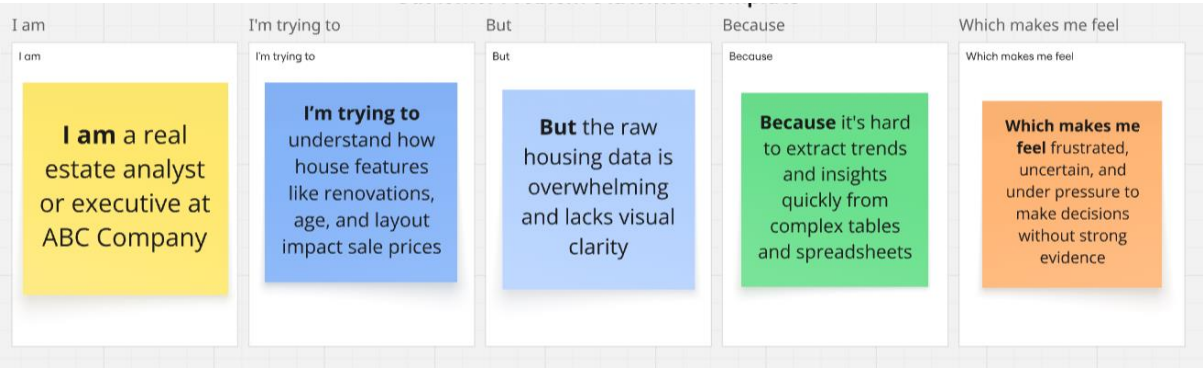 I am
I'm trying to
But
Because
Which makes me feel
I am
I'm trying to
But
Because
Which makes me feel
I am a real
estate analyst
or executive at
ABC Company
I’m trying to
understand how
house features
like renovations,
age, and layout
impact sale prices
But the raw
housing data is
overwhelming
and lacks visual
clarity
Because it's hard
to extract trends
and insights
quickly from
complex tables
and spreadsheets
Which makes me
feel frustrated,
uncertain, and
under pressure to
make decisions
without strong
evidence